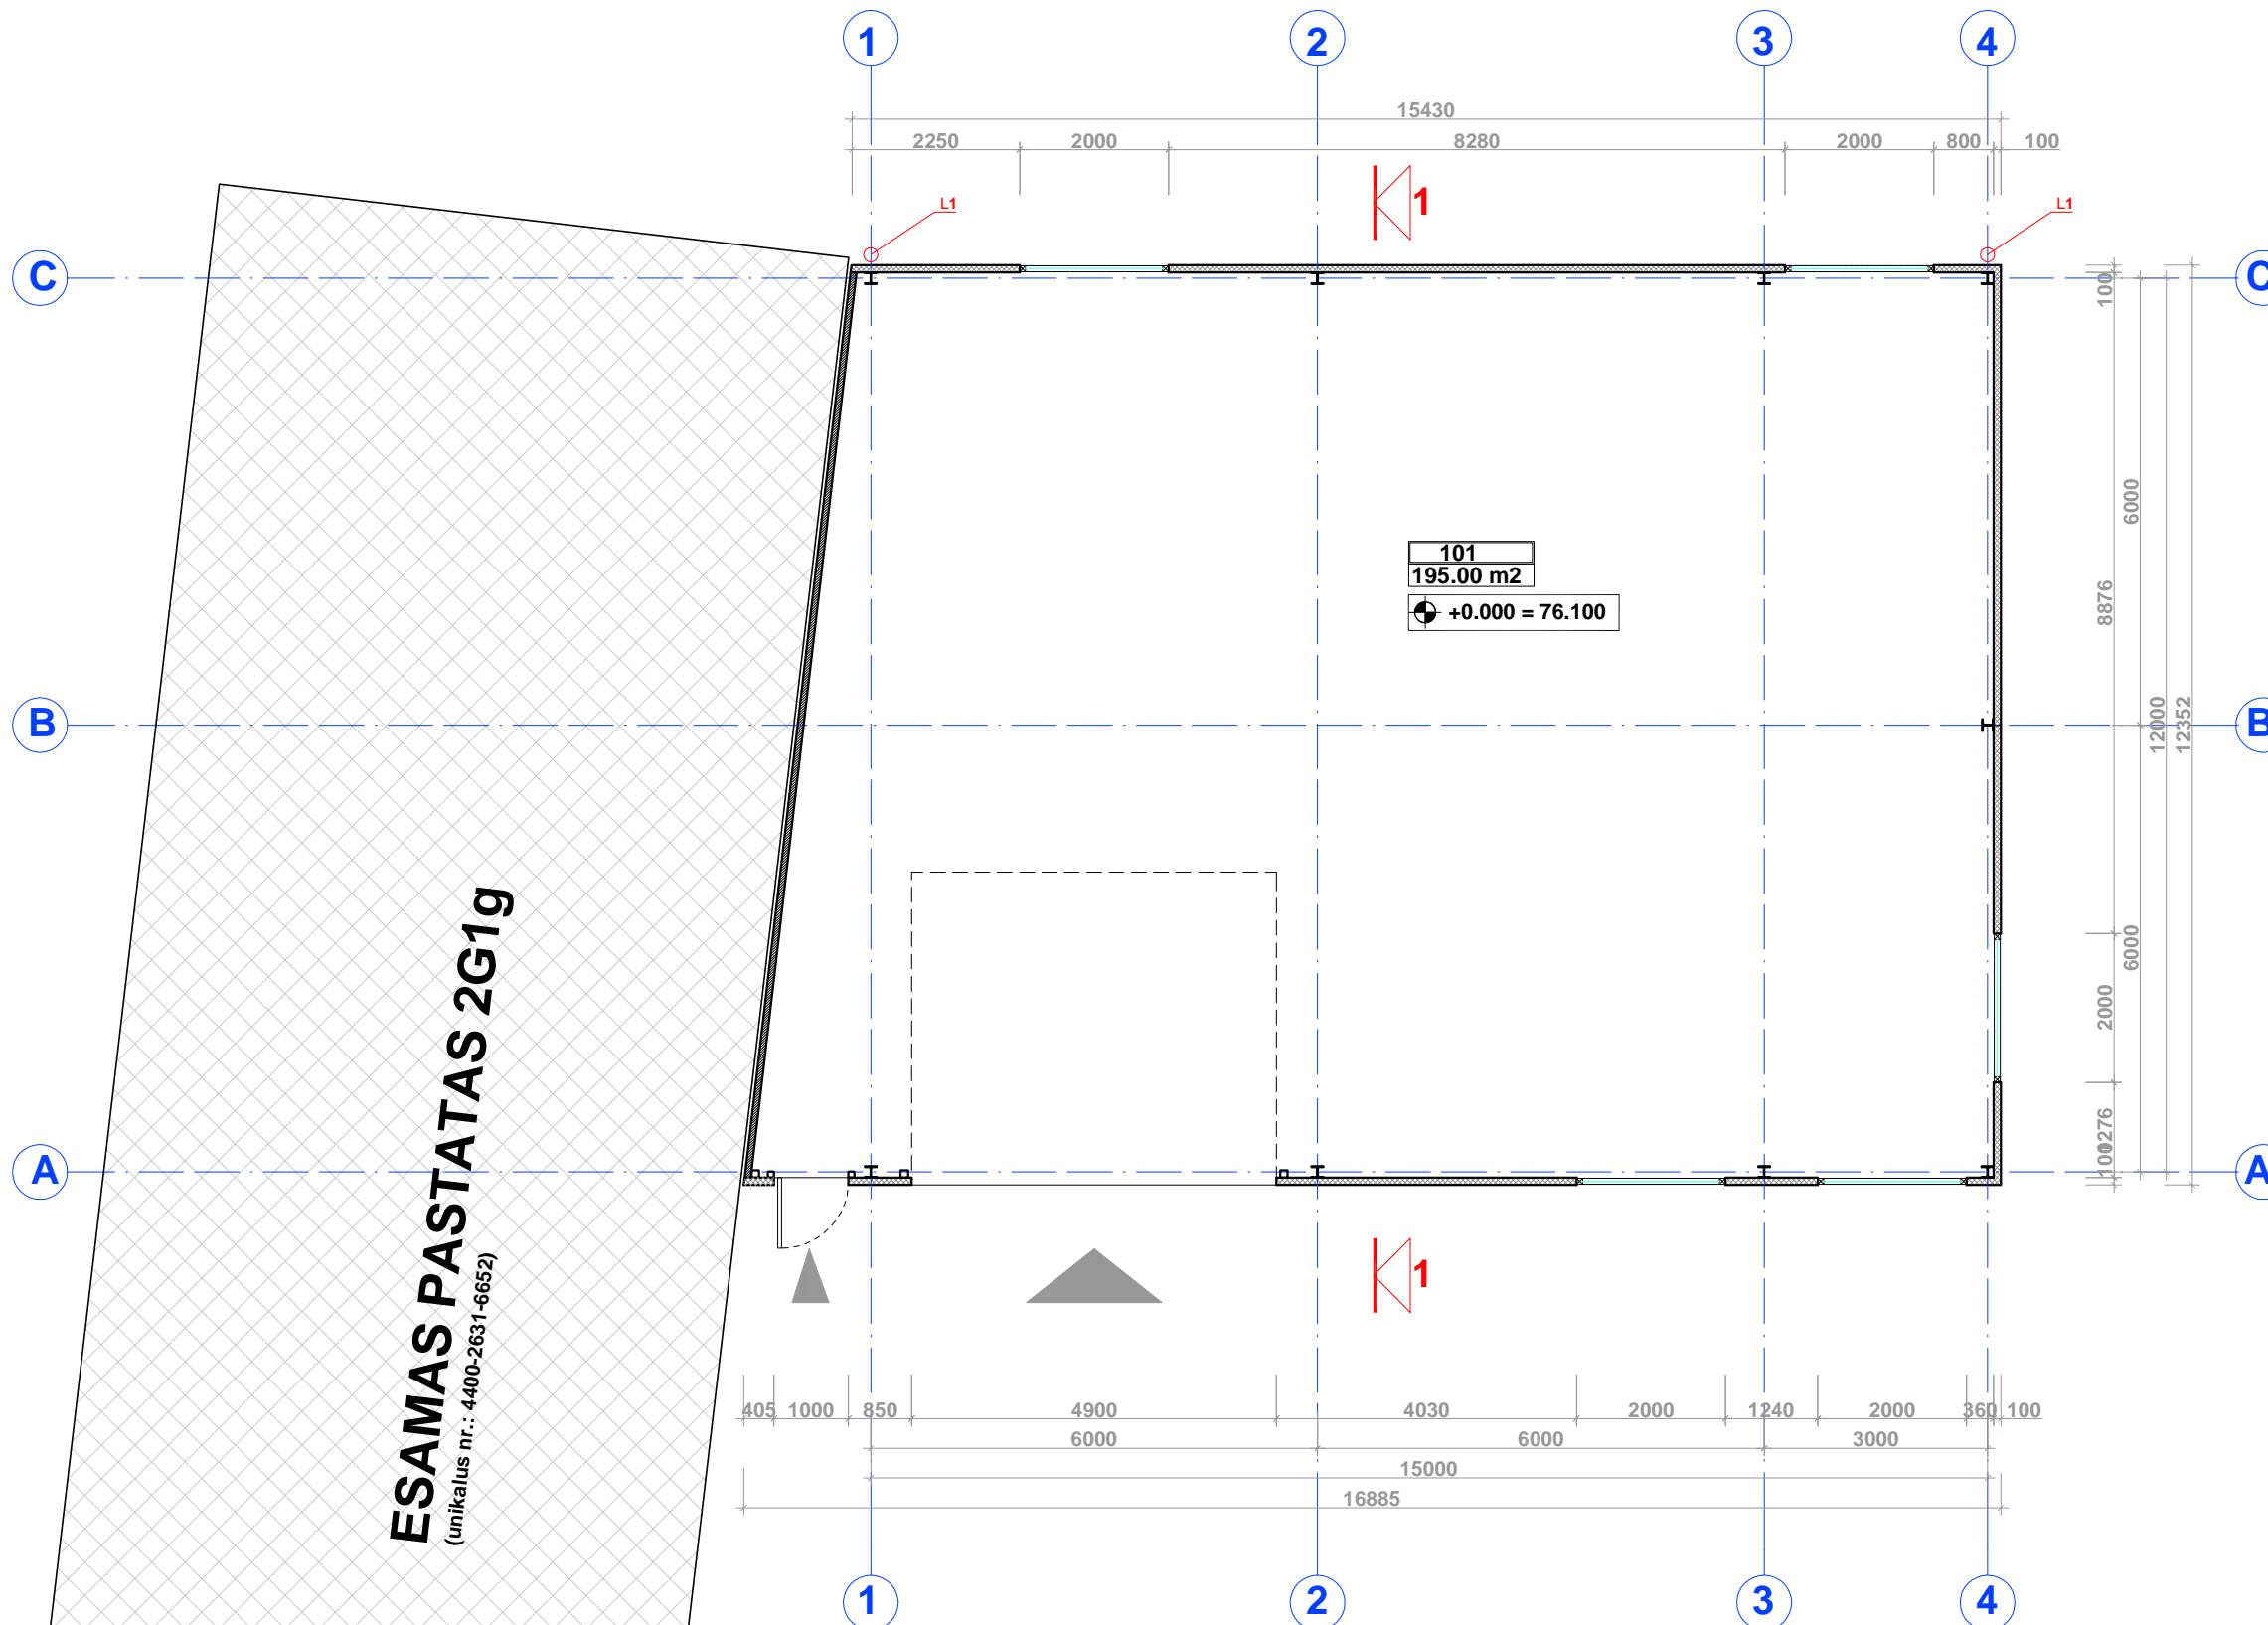 1 2 3 4
15430
2250 2000 8280 2000 800 100
1
L1 L1
C C
100
6000
101
195.00 m2
+0.000 = 76.100
8876
B B
12000
12352
6000
2000
ESAMAS PASTATAS 2G1g
(unikalus nr.: 4400-2631-6652)
1276
100
A A
1
405 1000 850 4900 4030 2000 1240 2000 360 100
6000 6000 3000
15000
16885
1 2 3 4